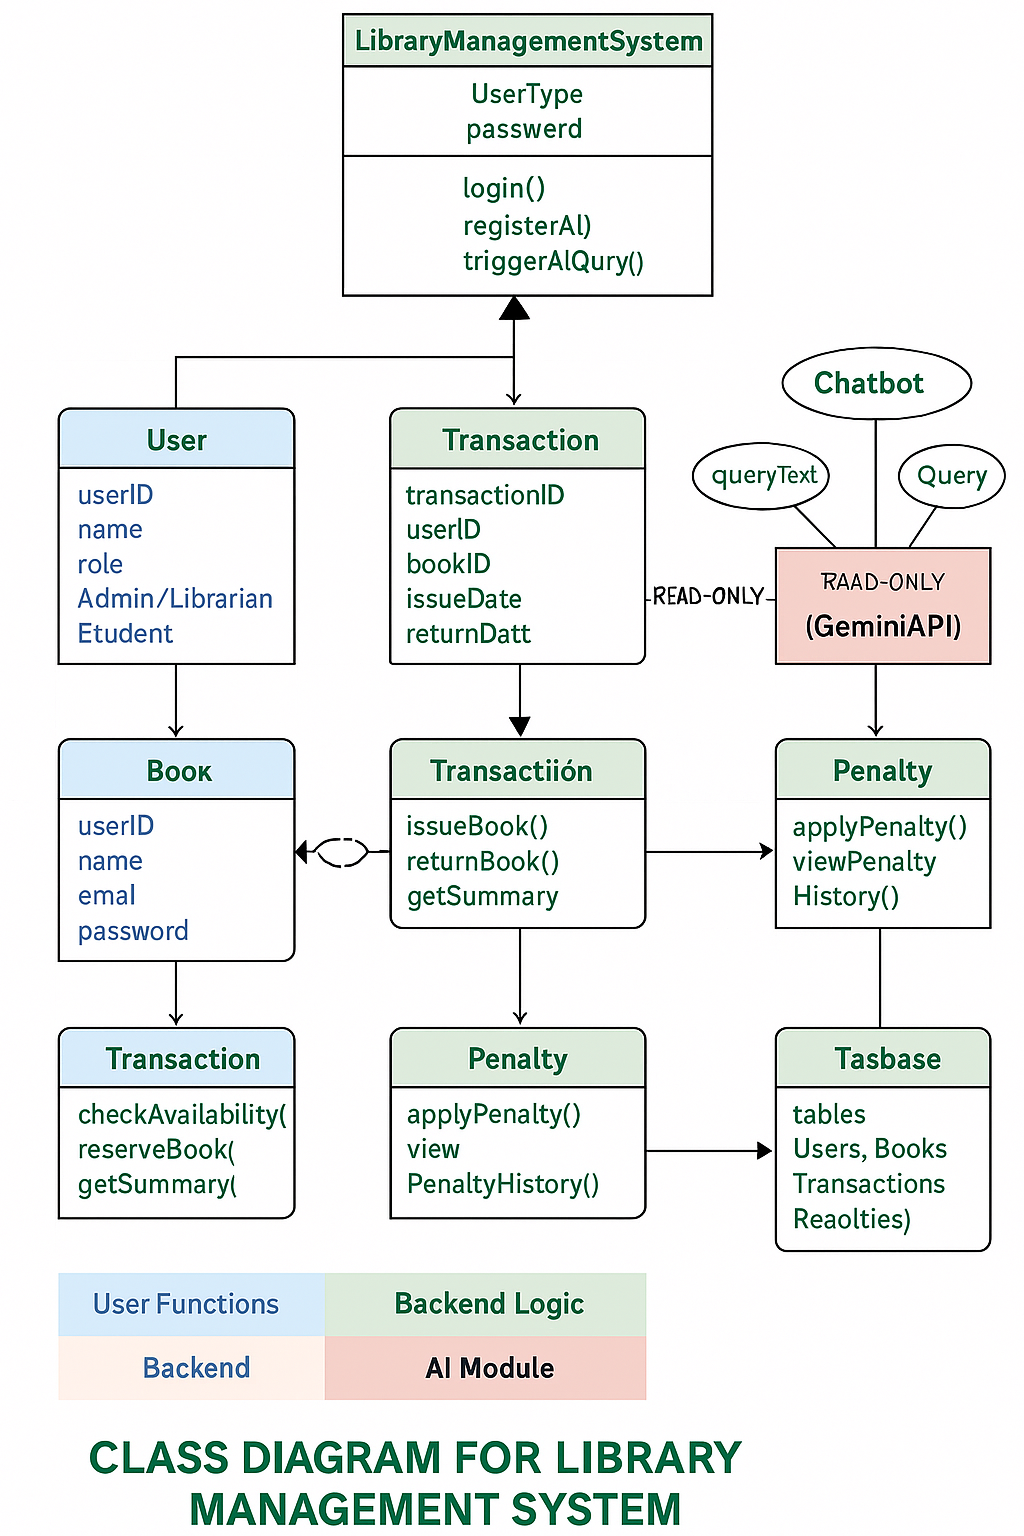 LibraryManagementSystem
UserType
passwerd
login()
registerAl)
triggerAlQury()
Chatbot
queryText
Query
RAAD-ONLY
(GeminiAPI)
READ-ONLY
User
userID
name
role
Admin/Librarian
Etudent
Transaction
transactionID
userID
bookID
issueDate
returnDatt
Booк
userID
name
emal
password
Transactiión
issueBook()
returnBook()
getSummary
Penalty
applyPenalty()
viewPenalty
History()
Transaction
checkAvailability(
reserveBook(
getSummary(
Penalty
applyPenalty()
view
PenaltyHistory()
Tasbase
tables
Users, Books
Transactions
Reaolties)
User Functions
Backend Logic
Backend
AI Module
CLASS DIAGRAM FOR LIBRARY
MANAGEMENT SYSTEM